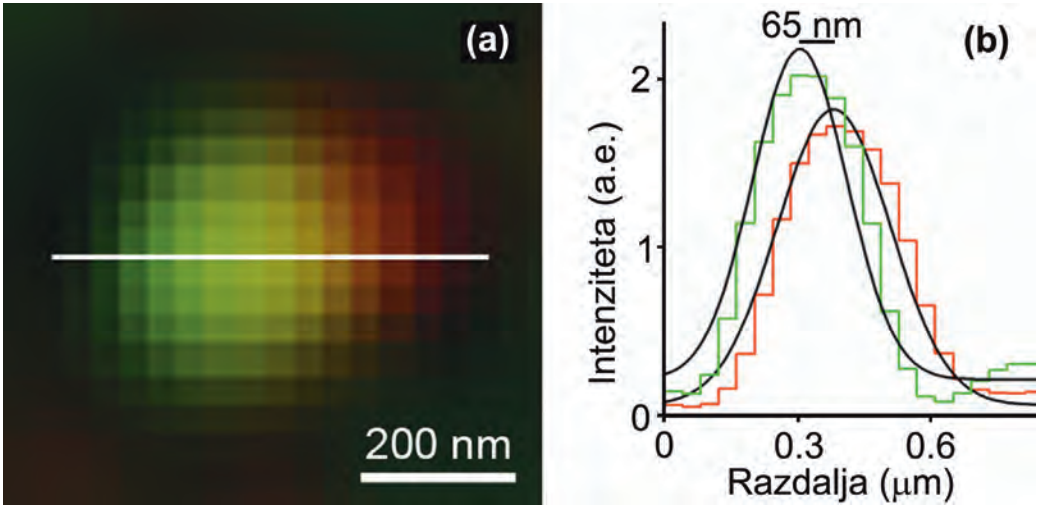 (a)
200 nm
65 nm
(b)
2
1
0
Intenziteta (a.e.)
0 0.3 0.6
Razdalja (μm)